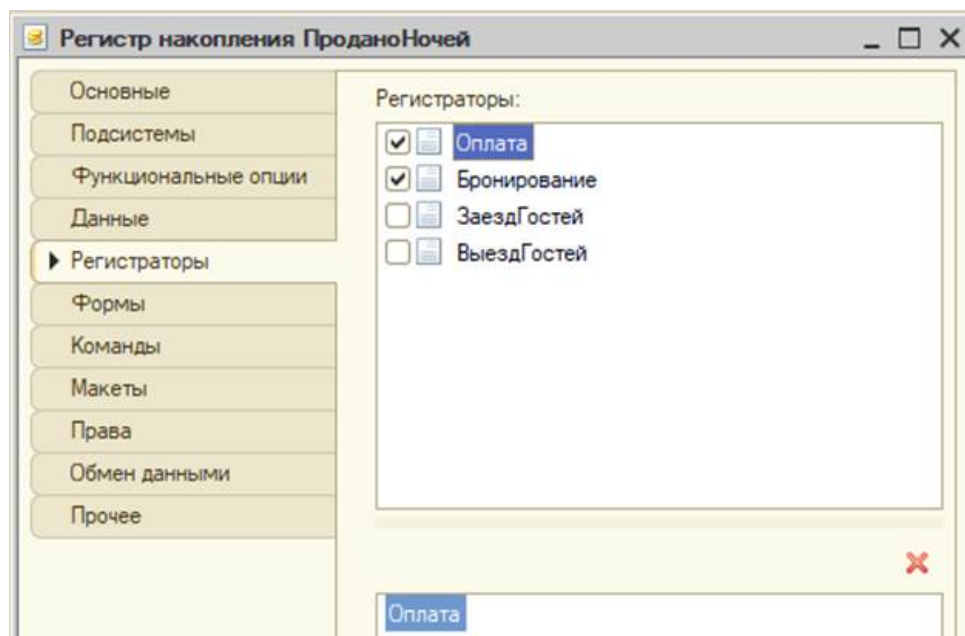 Регистр накопления ПроданоНочей
Основные
Подсистемы
Функциональные опции
Данные
Регистраторы
Формы
Команды
Макеты
Права
Обмен данными
Прочее
Регистраторы:
Оплата
Бронирование
ЗаездГостей
ВыездГостей
Оплата